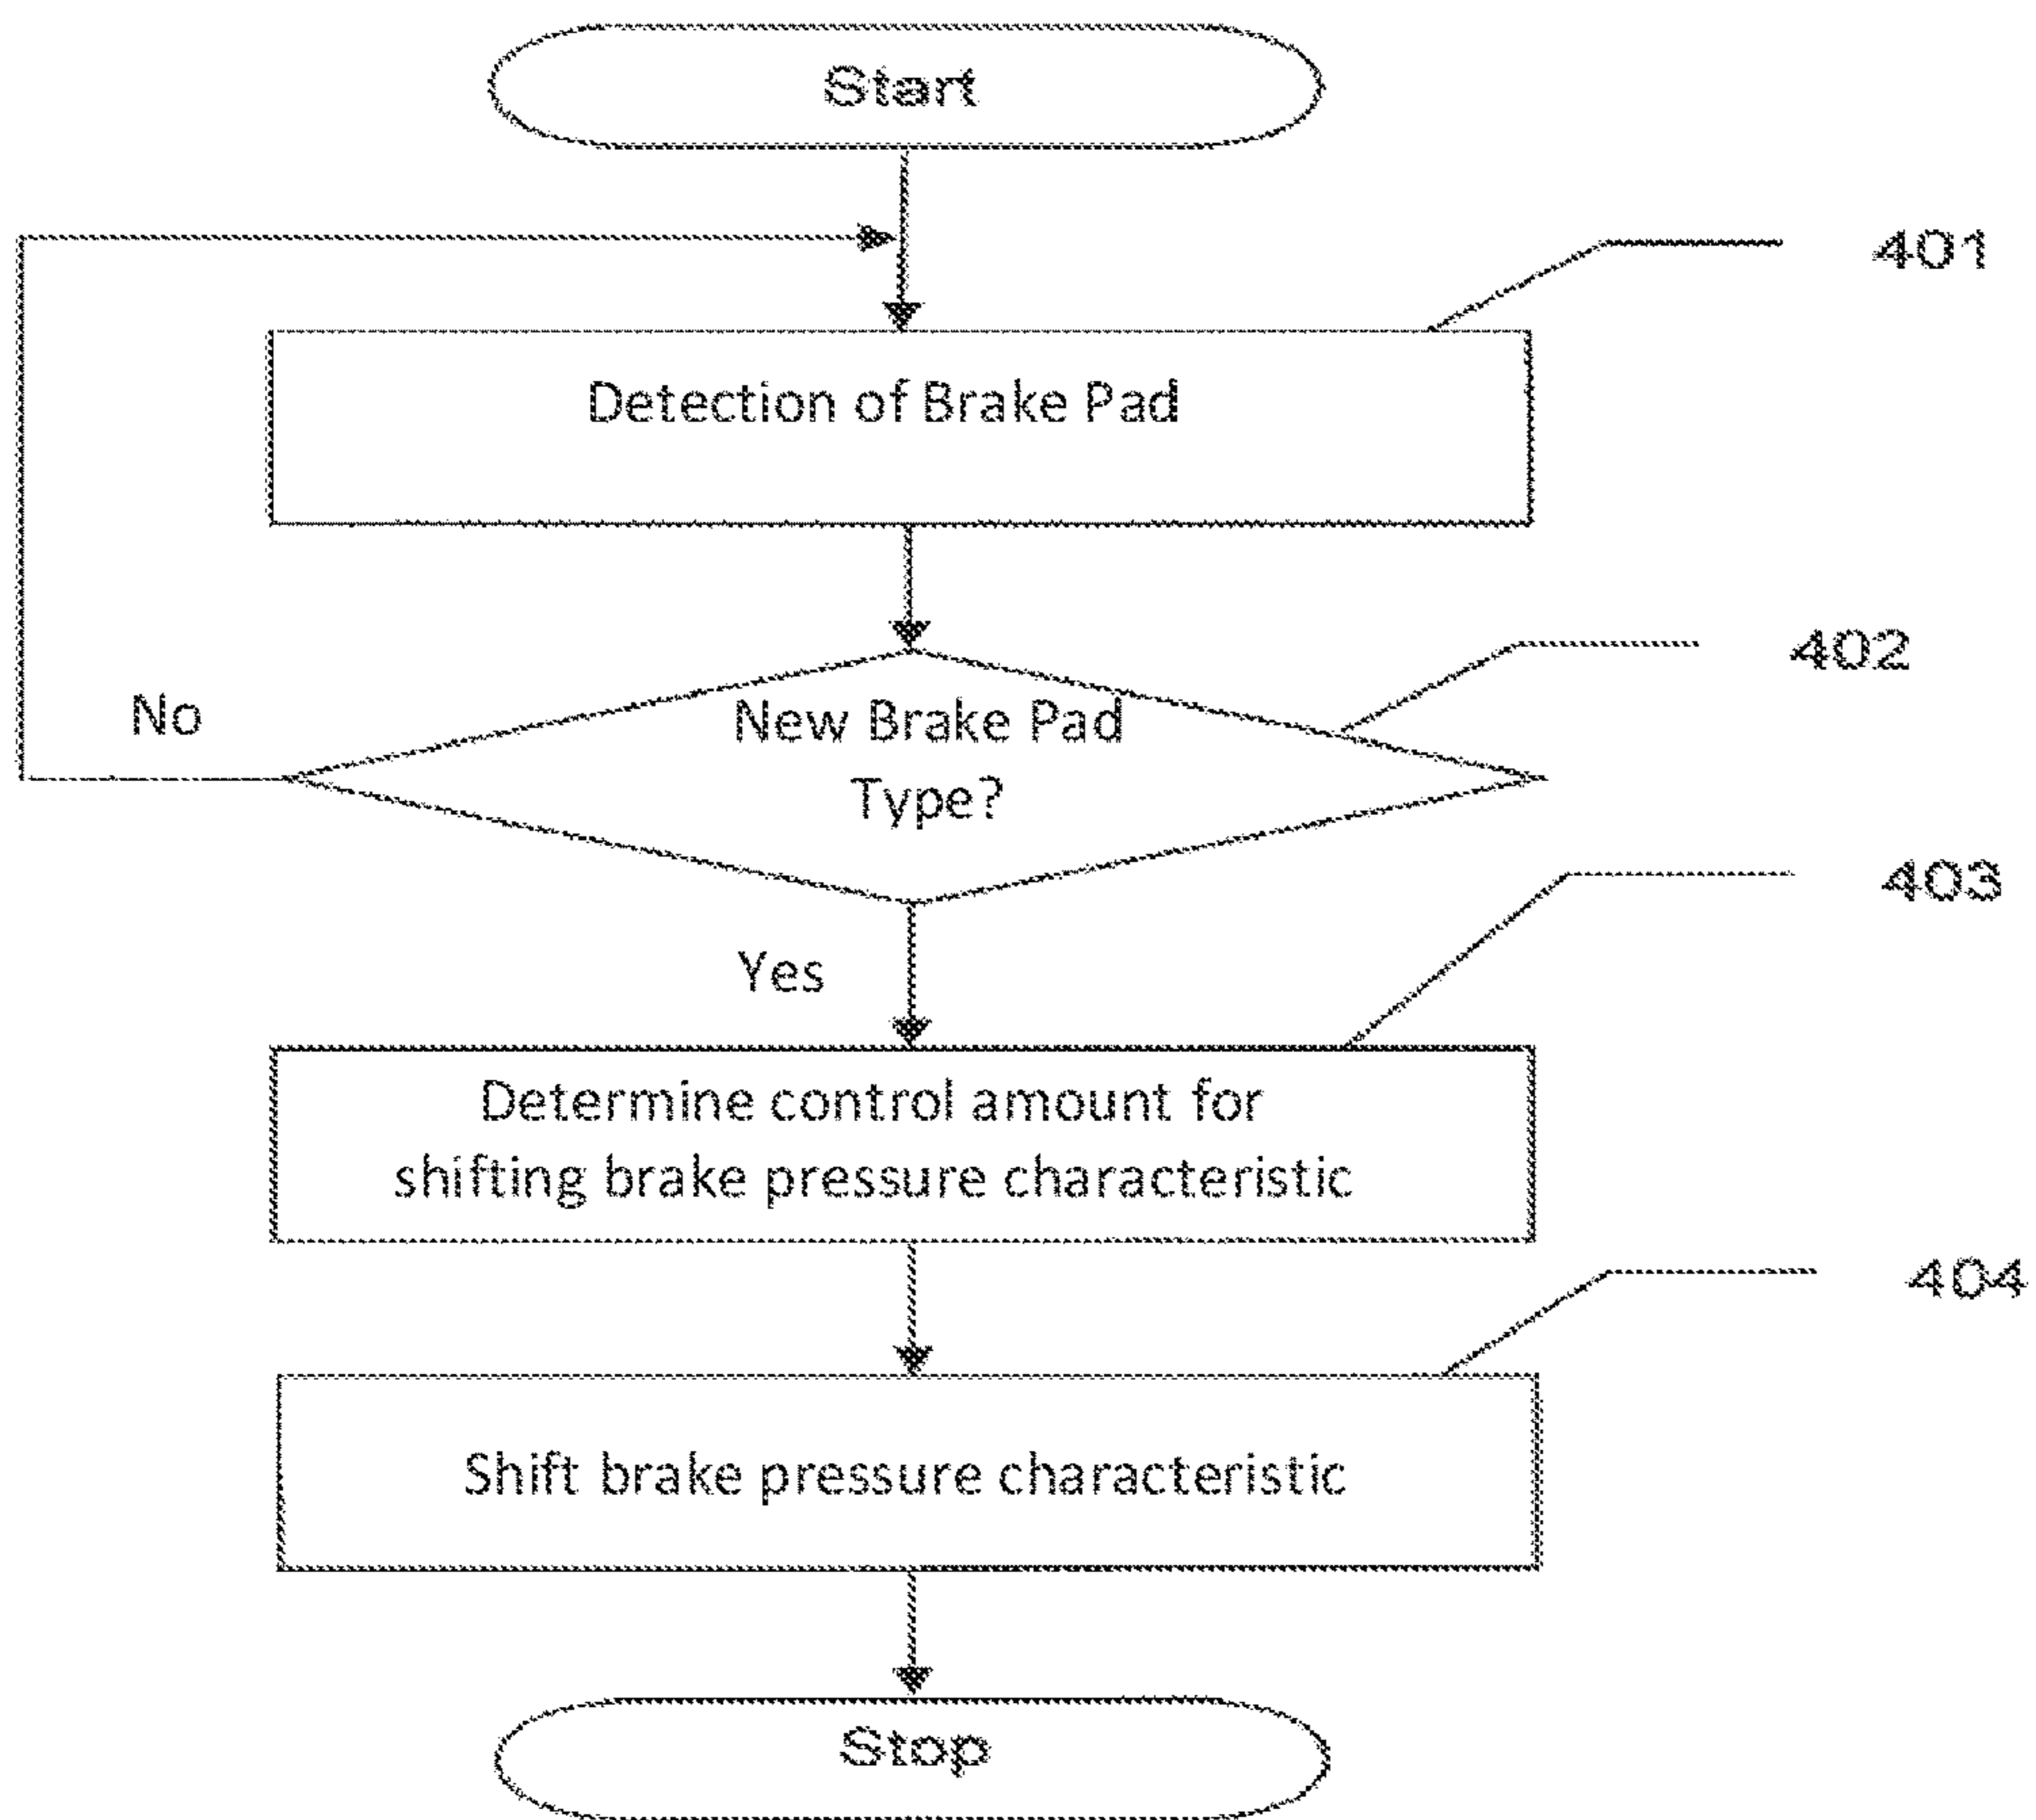 Start
401
Detection of Brake Pad
402
No
New Brake Pad
Type?
403
Yes
Determine control amount for
shifting brake pressure characteristic
404
Shift brake pressure characteristic
Stop